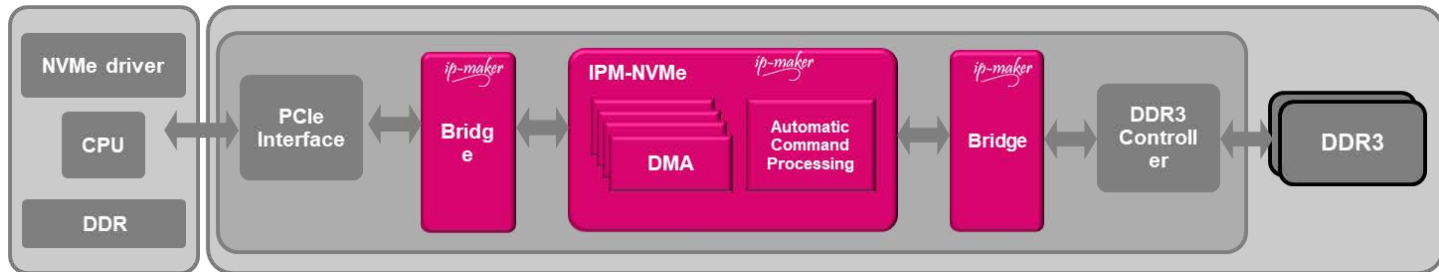 NVMe driver
CPU
DDR
PCIe
Interface
ip-maker
Bridg
e
IPM-NVMe
ip-maker
DMA
Automatic
Command
Processing
ip-maker
Bridge
DDR3
Controll
er
DDR3